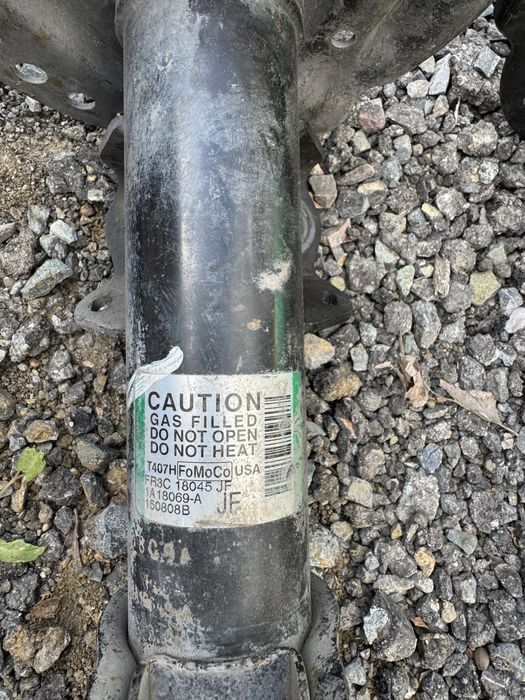 CAUTION
GAS FILLED
DO NOT OPEN
DO NOT HEAT
T407H FoMoCo USA
FR3C 18045 JF
1A18069-A
150808B JF